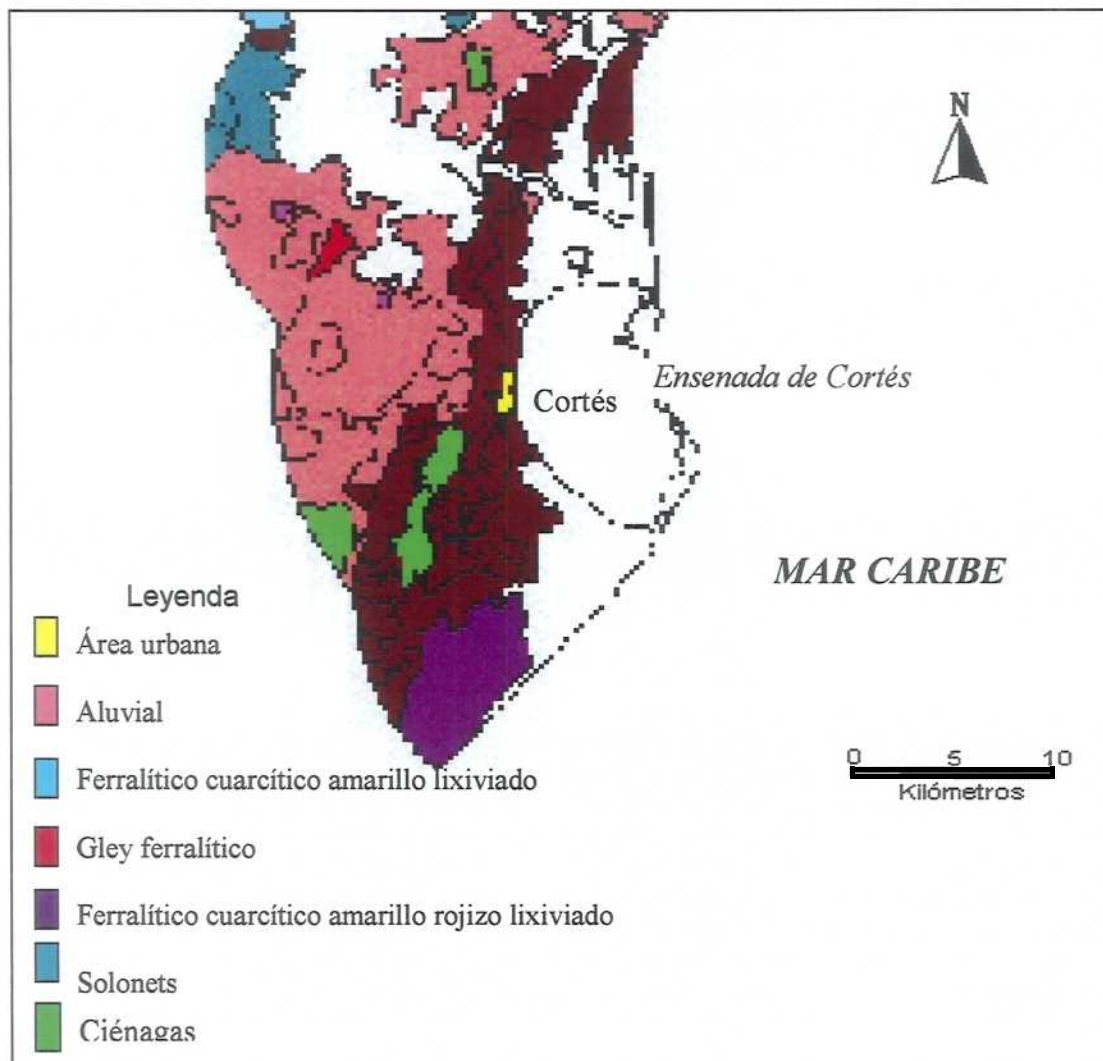 N
Ensenada de Cortés
Cortés
MAR CARIBE
Leyenda
Área urbana
Aluvial
Ferralítico cuarcítico amarillo lixiviado
Gley ferralítico
Ferralítico cuarcítico amarillo rojizo lixiviado
Solonets
Ciénagas
0 5 10
Kilómetros